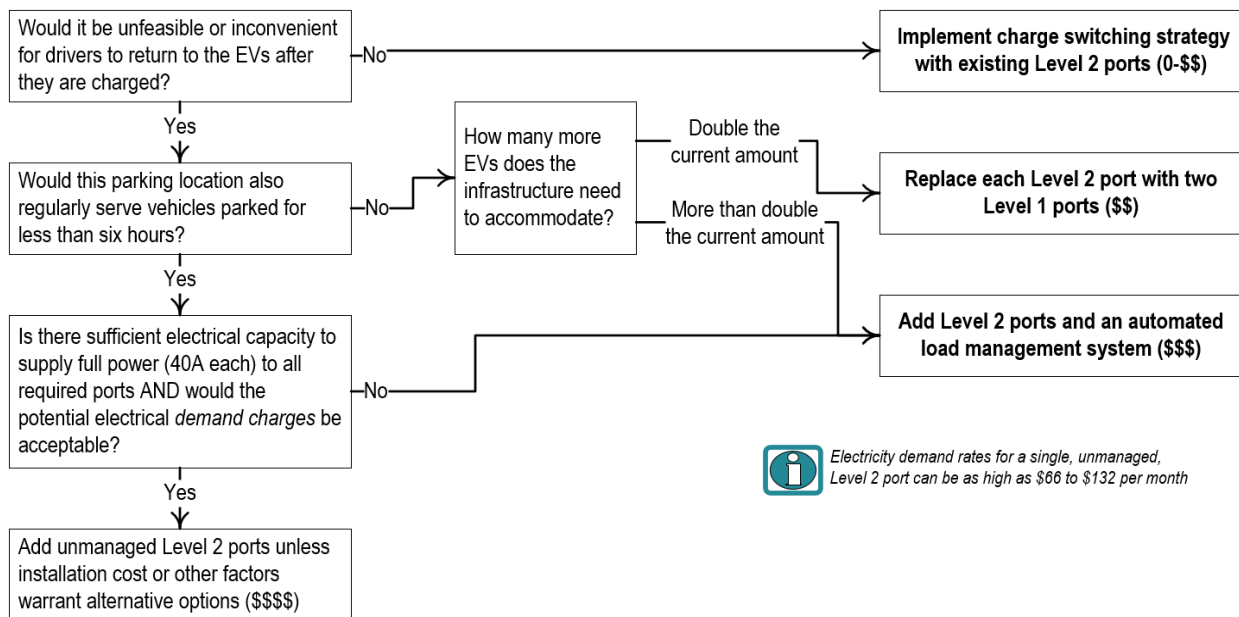 Would it be unfeasible or inconvenient
for drivers to return to the EVs after
they are charged?
No
Implement charge switching strategy
with existing Level 2 ports (0-$$)
Yes
How many more
EVs does the
infrastructure need
to accommodate?
Double the
current amount
Replace each Level 2 port with two
Level 1 ports ($$)
More than double
the current amount
Would this parking location also
regularly serve vehicles parked for
less than six hours?
No
Yes
Add Level 2 ports and an automated
load management system ($$$)
Is there sufficient electrical capacity to
supply full power (40A each) to all
required ports AND would the
potential electrical demand charges be
acceptable?
No
Electricity demand rates for a single, unmanaged,
Level 2 port can be as high as $66 to $132 per month
Yes
Add unmanaged Level 2 ports unless
installation cost or other factors
warrant alternative options ($$$$)